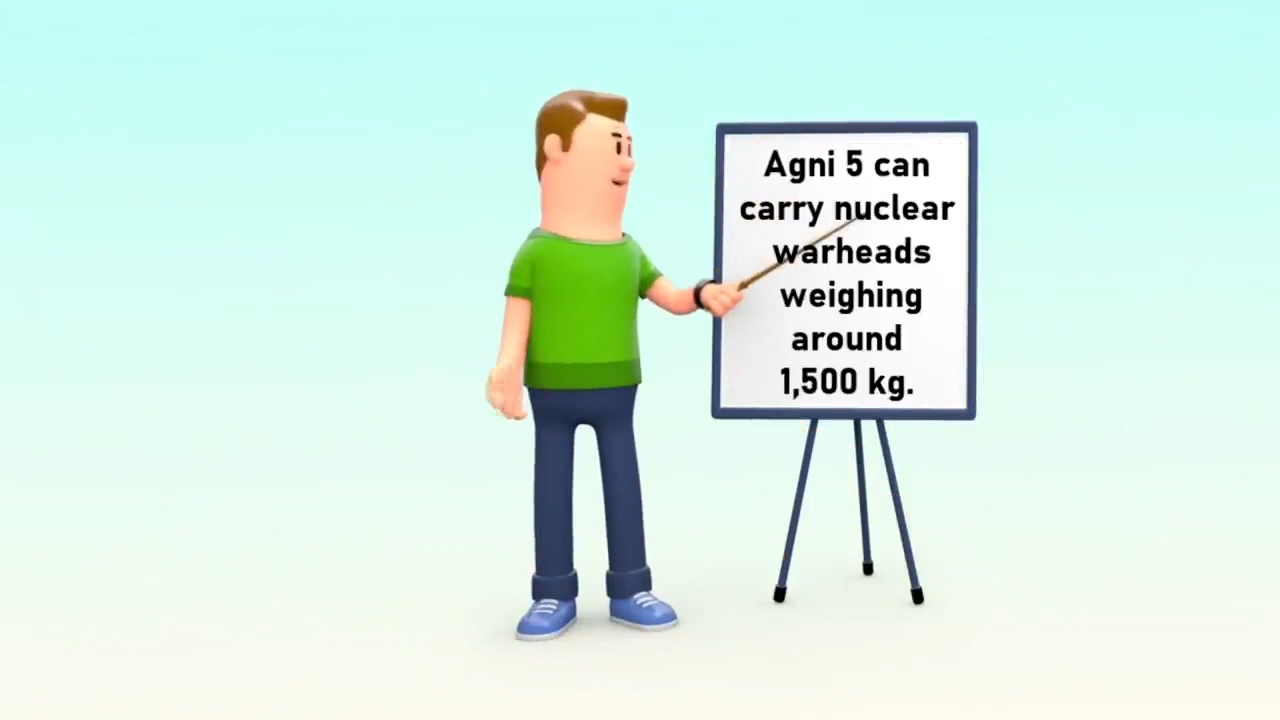 Agni 5 can
carry nuclear
warheads
weighing
around
1,500 kg.